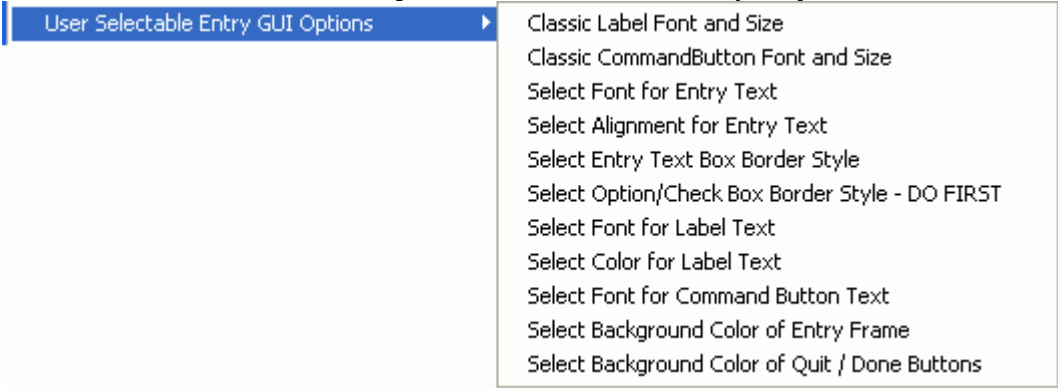 User Selectable Entry GUI Options
Classic Label Font and Size
Classic CommandButton Font and Size
Select Font for Entry Text
Select Alignment for Entry Text
Select Entry Text Box Border Style
Select Option/Check Box Border Style - DO FIRST
Select Font for Label Text
Select Color for Label Text
Select Font for Command Button Text
Select Background Color of Entry Frame
Select Background Color of Quit / Done Buttons